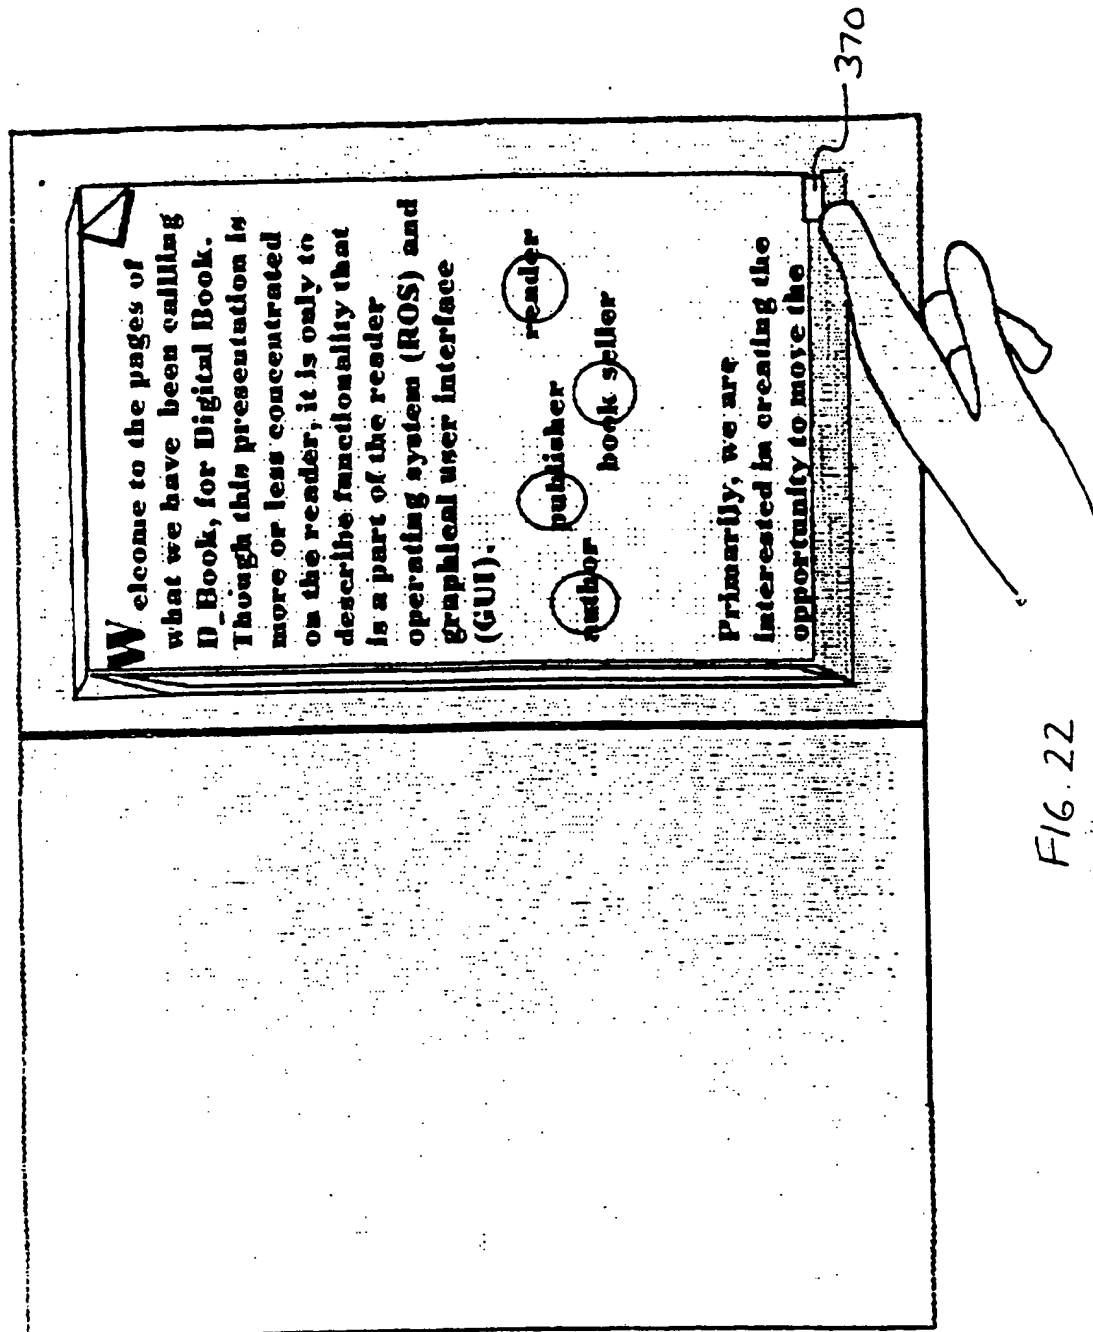 Welcome to the pages of
what we have been callling
D_Book, for Digital Book.
Though this presentation is
more or less concentrated
on the reader, it is only to
describe functionality that
is a part of the reader
operating system (ROS) and
graphical user interface
(GUI).
reader
publisher
author
book seller
Primarily, we are
interested in creating the
opportunity to move the
370
FIG. 22